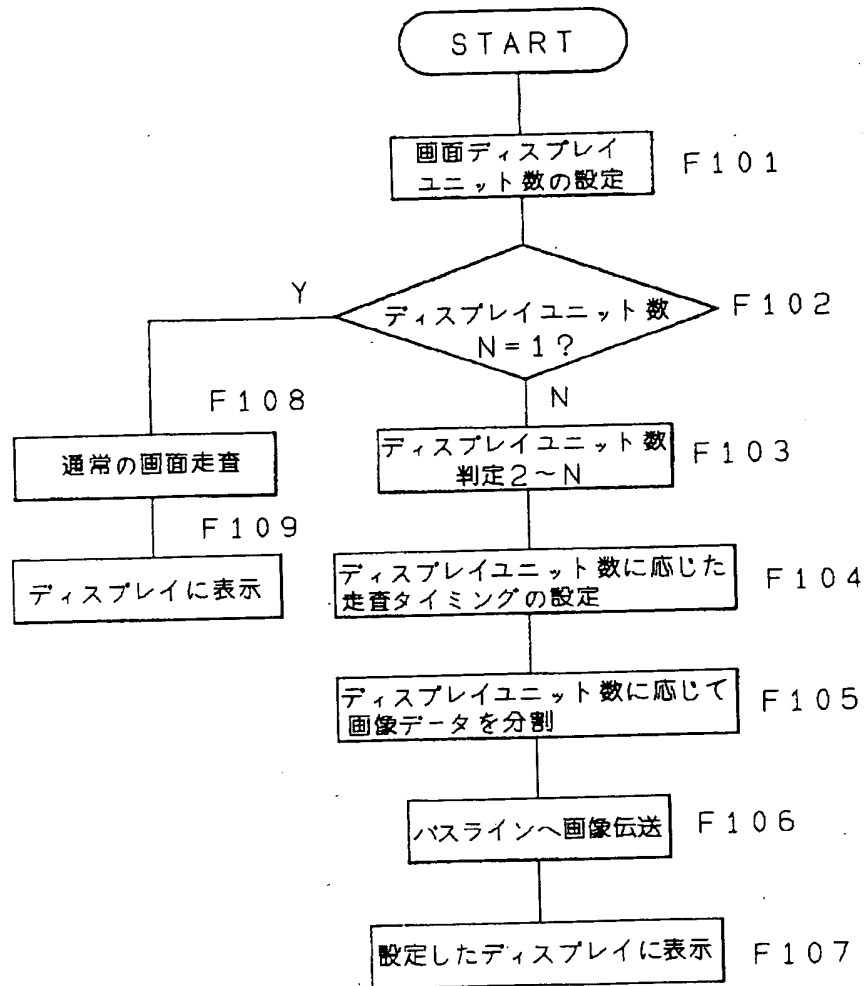 START
画面ディスプレイ
ユニット数の設定
F101
ディスプレイユニット数
N=1?
F102
Y
N
F108
通常の画面走査
F109
ディスプレイに表示
ディスプレイユニット数
判定2~N
F103
ディスプレイユニット数に応じた
走査タイミングの設定
F104
ディスプレイユニット数に応じて
画像データを分割
F105
バスラインへ画像伝送
F106
設定したディスプレイに表示
F107